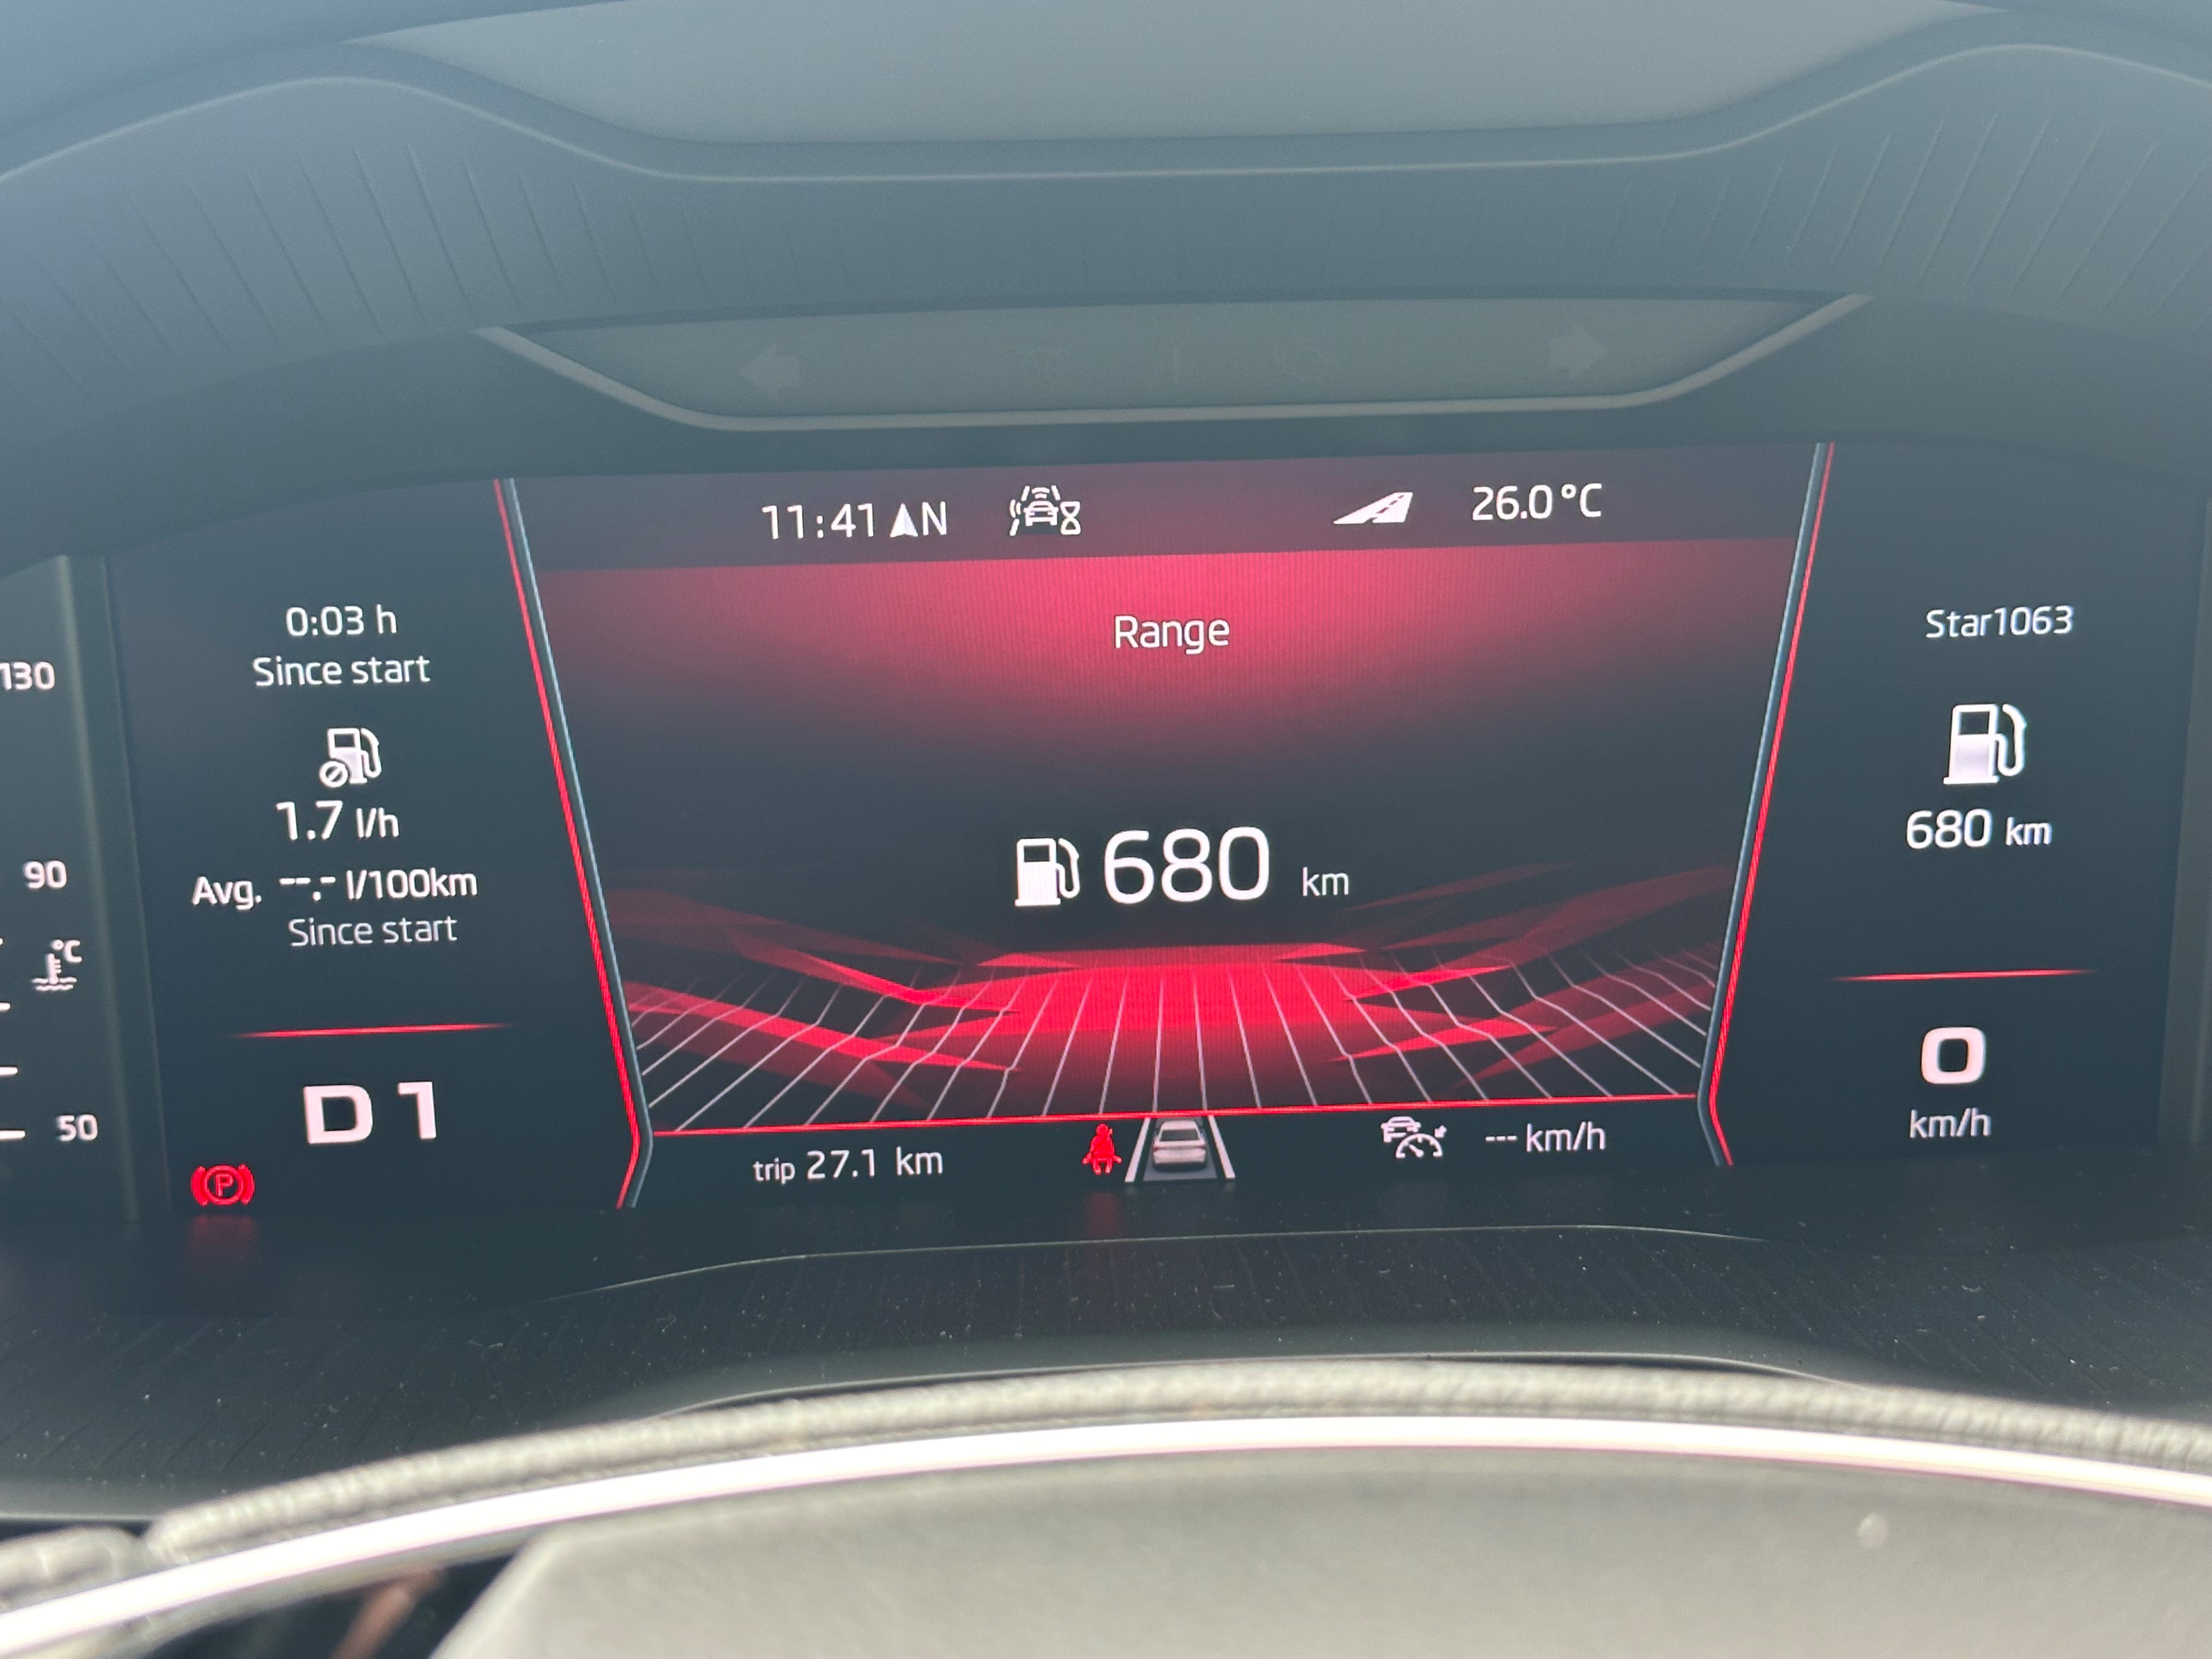 11:41 N
26.0 °C
0:03 h
Since start
1.7 l/h
Avg. --.- l/100km
Since start
D 1
130
90
°C
50
P
Range
680 km
trip 27.1 km
--- km/h
Star1063
680 km
0
km/h